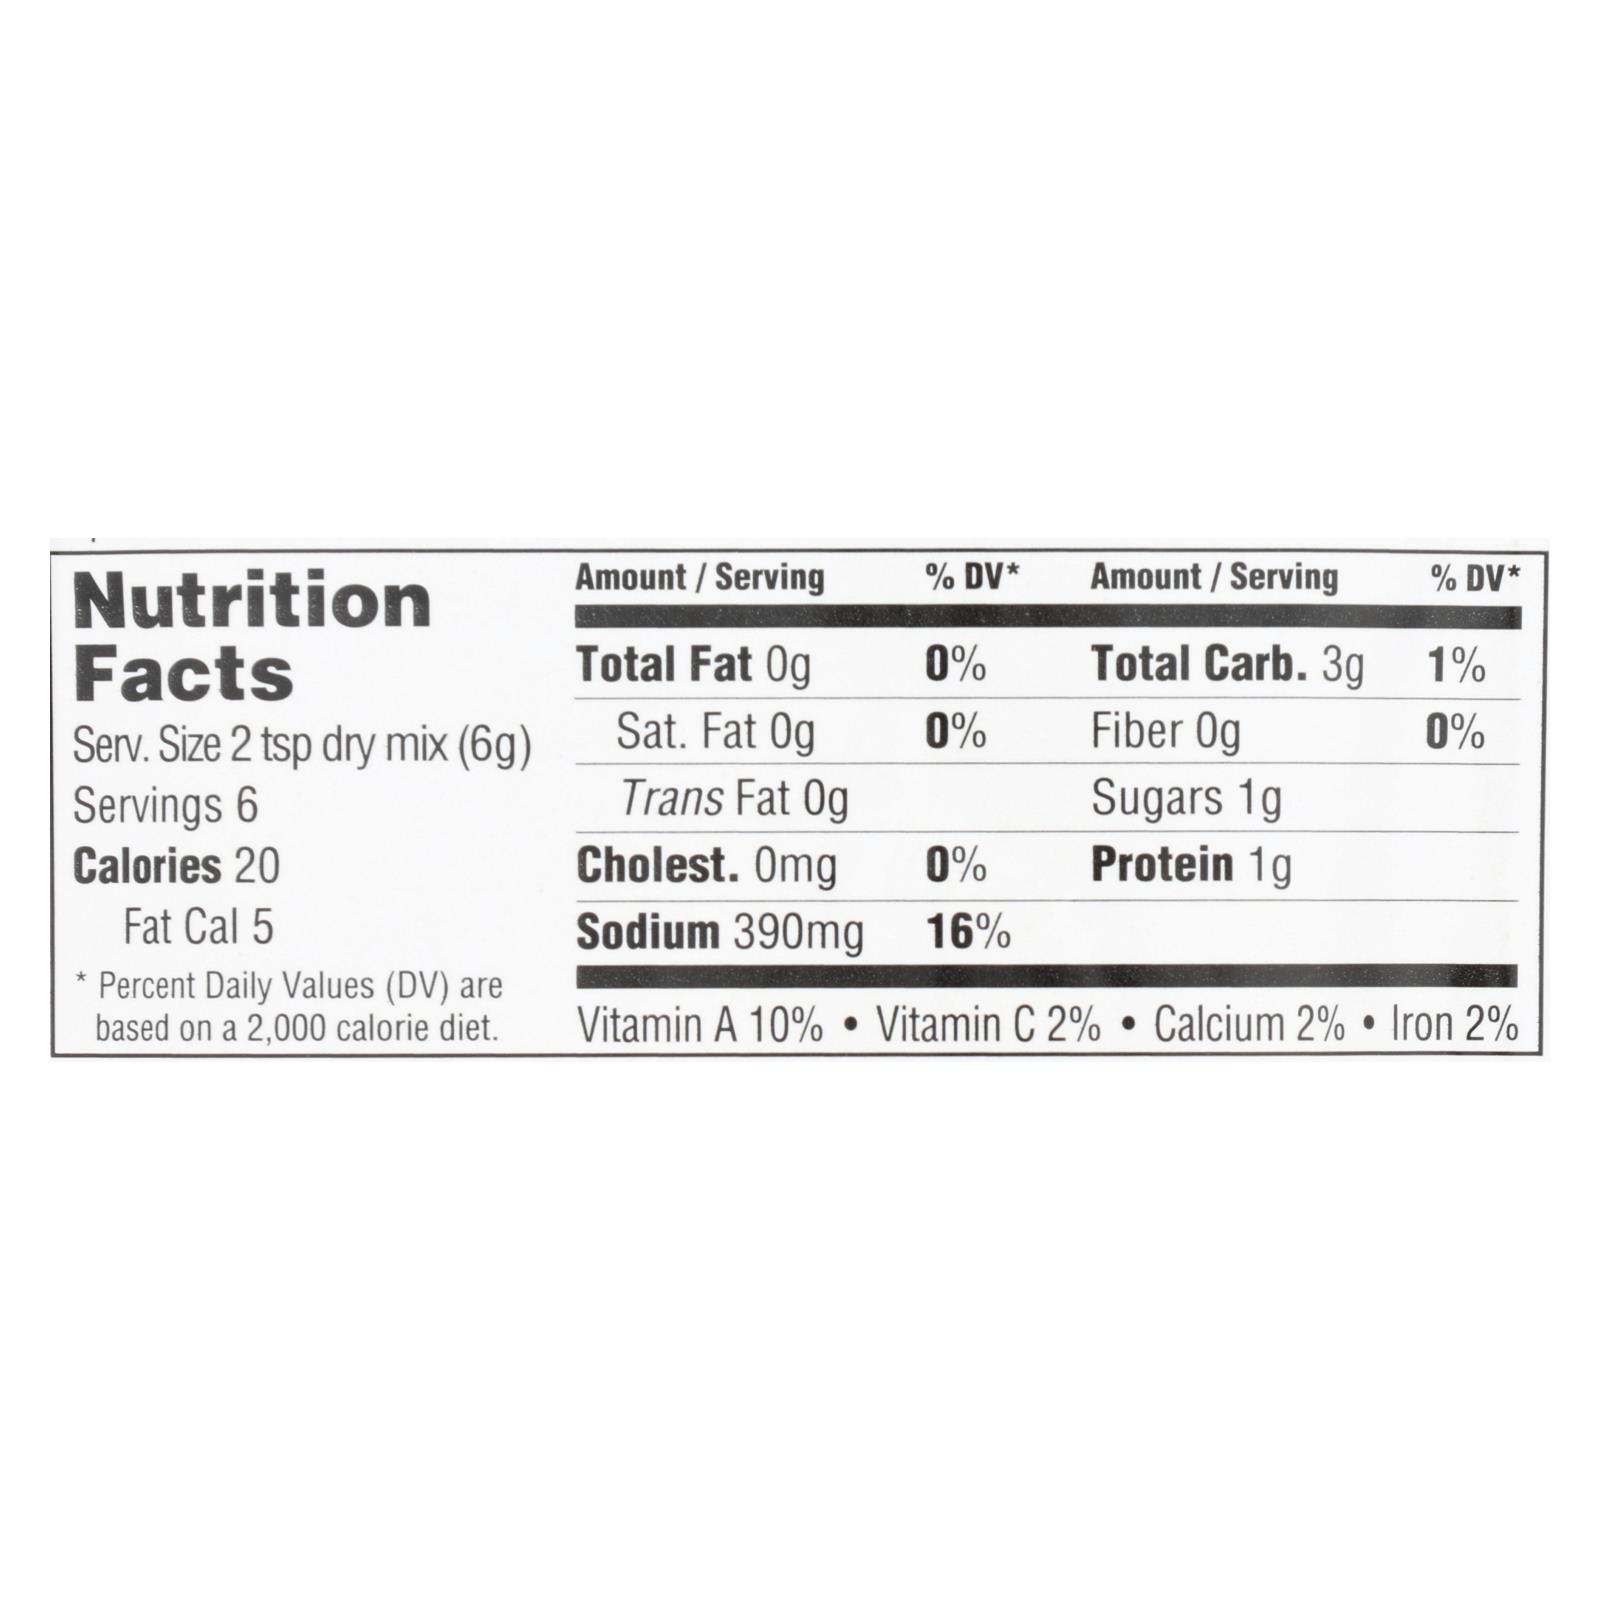 Nutrition
Facts
Serv. Size 2 tsp dry mix (6g)
Servings 6
Calories 20
Fat Cal 5
* Percent Daily Values (DV) are
based on a 2,000 calorie diet.
Amount / Serving % DV* Amount / Serving % DV*
Total Fat 0g 0% Total Carb. 3g 1%
Sat. Fat 0g 0% Fiber 0g 0%
Trans Fat 0g Sugars 1g
Cholest. 0mg 0% Protein 1g
Sodium 390mg 16%
Vitamin A 10% • Vitamin C 2% • Calcium 2% • Iron 2%